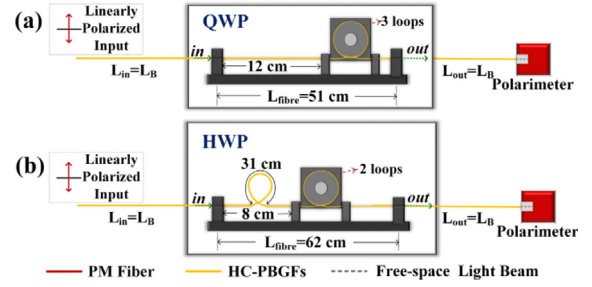 (a)
Linearly
Polarized
Input
QWP
3 loops
in
out
12 cm
L_in=L_B
L_fibre=51 cm
L_out=L_B
Polarimeter
(b)
Linearly
Polarized
Input
HWP
31 cm
2 loops
in
out
8 cm
L_in=L_B
L_fibre=62 cm
L_out=L_B
Polarimeter
PM Fiber
HC-PBGFs
Free-space Light Beam